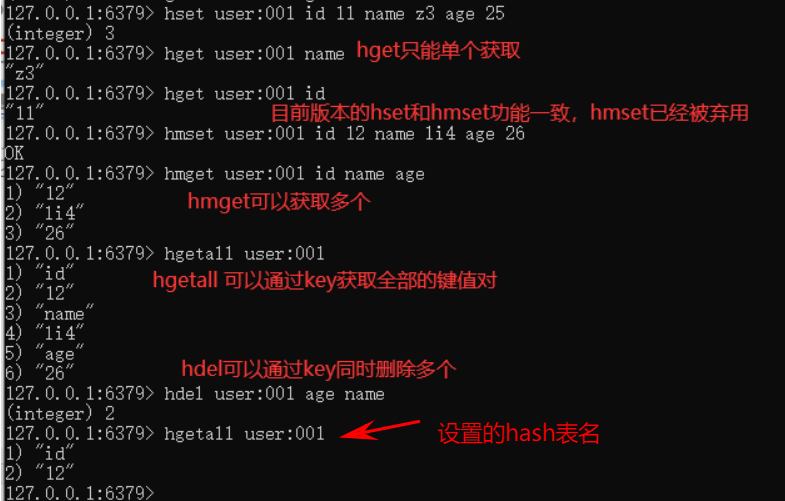 127.0.0.1:6379> hset user:001 id 11 name z3 age 25
(integer) 3
127.0.0.1:6379> hget user:001 name hget只能单个获取
"z3"
127.0.0.1:6379> hget user:001 id
"11" 目前版本的hset和hmset功能一致，hmset已经被弃用
127.0.0.1:6379> hmset user:001 id 12 name li4 age 26
OK
127.0.0.1:6379> hmget user:001 id name age
1) "12"
2) "li4" hmget可以获取多个
3) "26"
127.0.0.1:6379> hgetall user:001
1) "id"
2) "12" hgetall 可以通过key获取全部的键值对
3) "name"
4) "li4"
5) "age"
6) "26" hdel可以通过key同时删除多个
127.0.0.1:6379> hdel user:001 age name
(integer) 2
127.0.0.1:6379> hgetall user:001 设置的hash表名
1) "id"
2) "12"
127.0.0.1:6379>